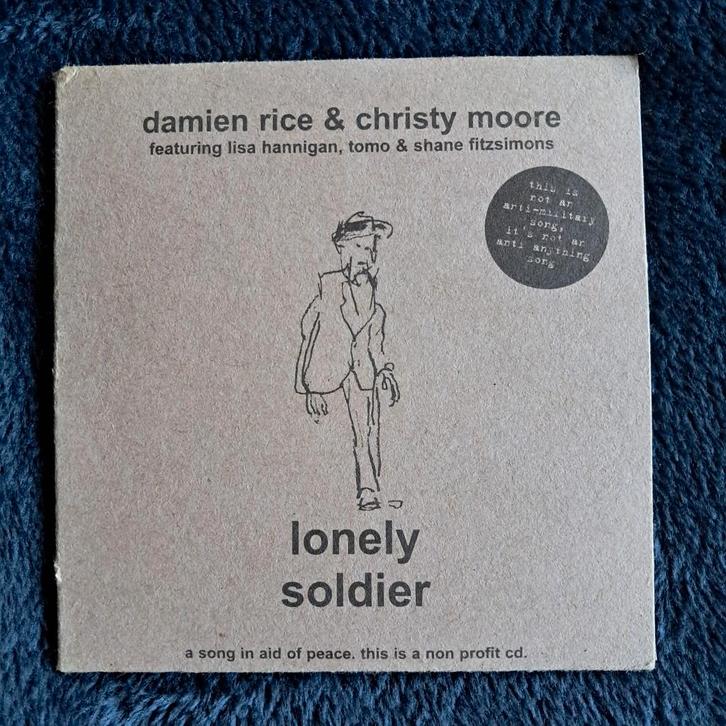 damien rice & christy moore
featuring lisa hannigan, tomo & shane fitzsimons
this is
not an
anti-military
song,
it's not an
anti anything
song
lonely
soldier
a song in aid of peace. this is a non profit cd.